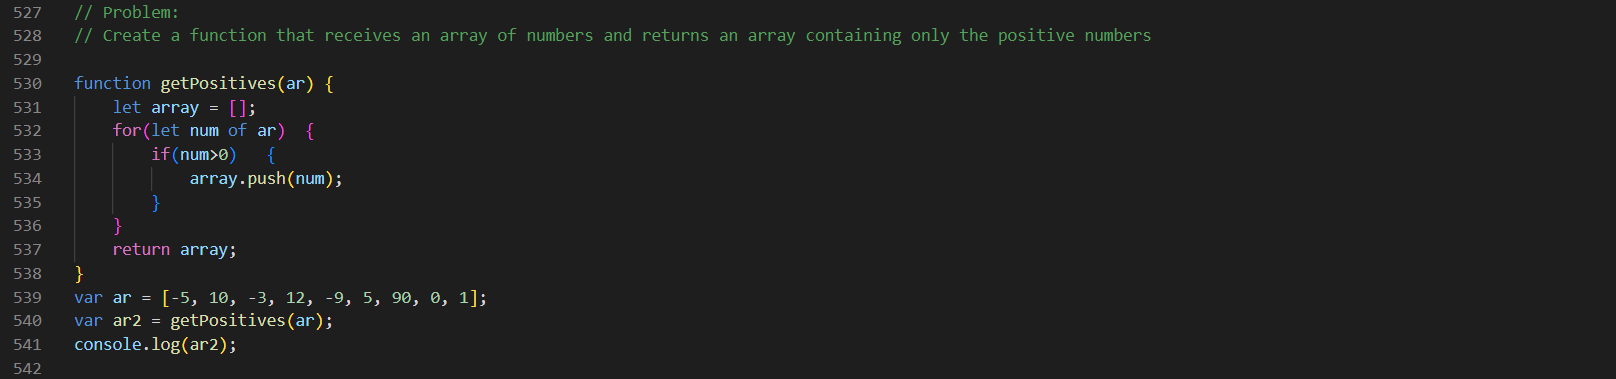 527 // Problem:
528 // Create a function that receives an array of numbers and returns an array containing only the positive numbers
529
530 function getPositives(ar) {
531     let array = [];
532     for(let num of ar)  {
533         if(num>0)   {
534             array.push(num);
535         }
536     }
537     return array;
538 }
539 var ar = [-5, 10, -3, 12, -9, 5, 90, 0, 1];
540 var ar2 = getPositives(ar);
541 console.log(ar2);
542